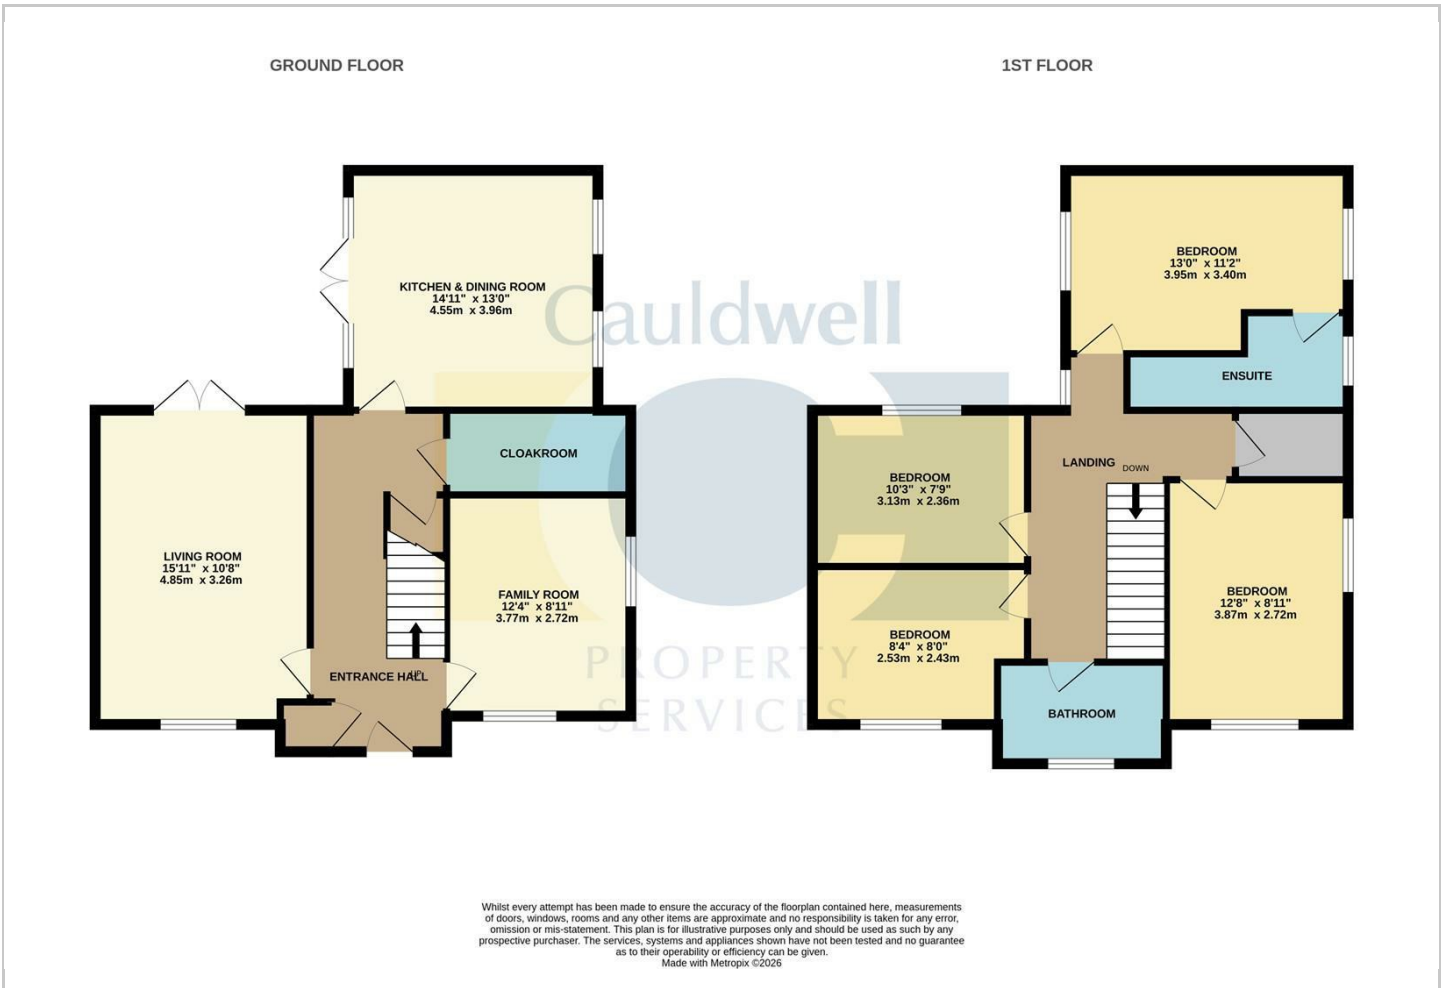 GROUND FLOOR
1ST FLOOR
KITCHEN & DINING ROOM
14'11" x 13'0"
4.55m x 3.96m
CLOAKROOM
LIVING ROOM
15'11" x 10'8"
4.85m x 3.26m
FAMILY ROOM
12'4" x 8'11"
3.77m x 2.72m
UP
ENTRANCE HALL
BEDROOM
13'0" x 11'2"
3.95m x 3.40m
ENSUITE
LANDING
DOWN
BEDROOM
10'3" x 7'9"
3.13m x 2.36m
BEDROOM
12'8" x 8'11"
3.87m x 2.72m
BEDROOM
8'4" x 8'0"
2.53m x 2.43m
BATHROOM
Cauldwell
PROPERTY
SERVICES
Whilst every attempt has been made to ensure the accuracy of the floorplan contained here, measurements
of doors, windows, rooms and any other items are approximate and no responsibility is taken for any error,
omission or mis-statement. This plan is for illustrative purposes only and should be used as such by any
prospective purchaser. The services, systems and appliances shown have not been tested and no guarantee
as to their operability or efficiency can be given.
Made with Metropix ©2026